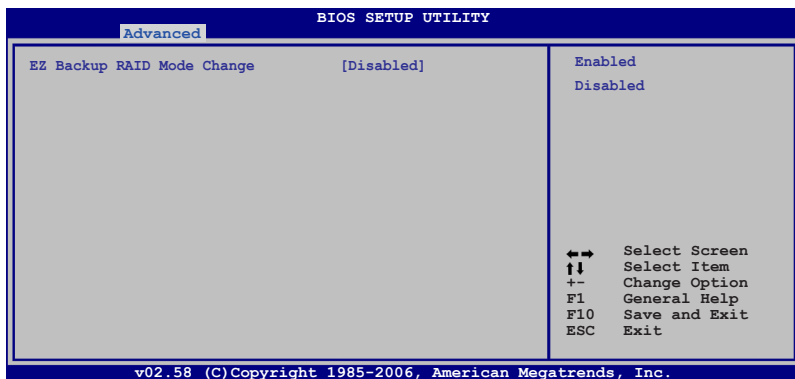 BIOS SETUP UTILITY
Advanced
EZ Backup RAID Mode Change [Disabled]
Enabled
Disabled
←→ Select Screen
↑↓ Select Item
+- Change Option
F1 General Help
F10 Save and Exit
ESC Exit
v02.58 (C)Copyright 1985-2006, American Megatrends, Inc.